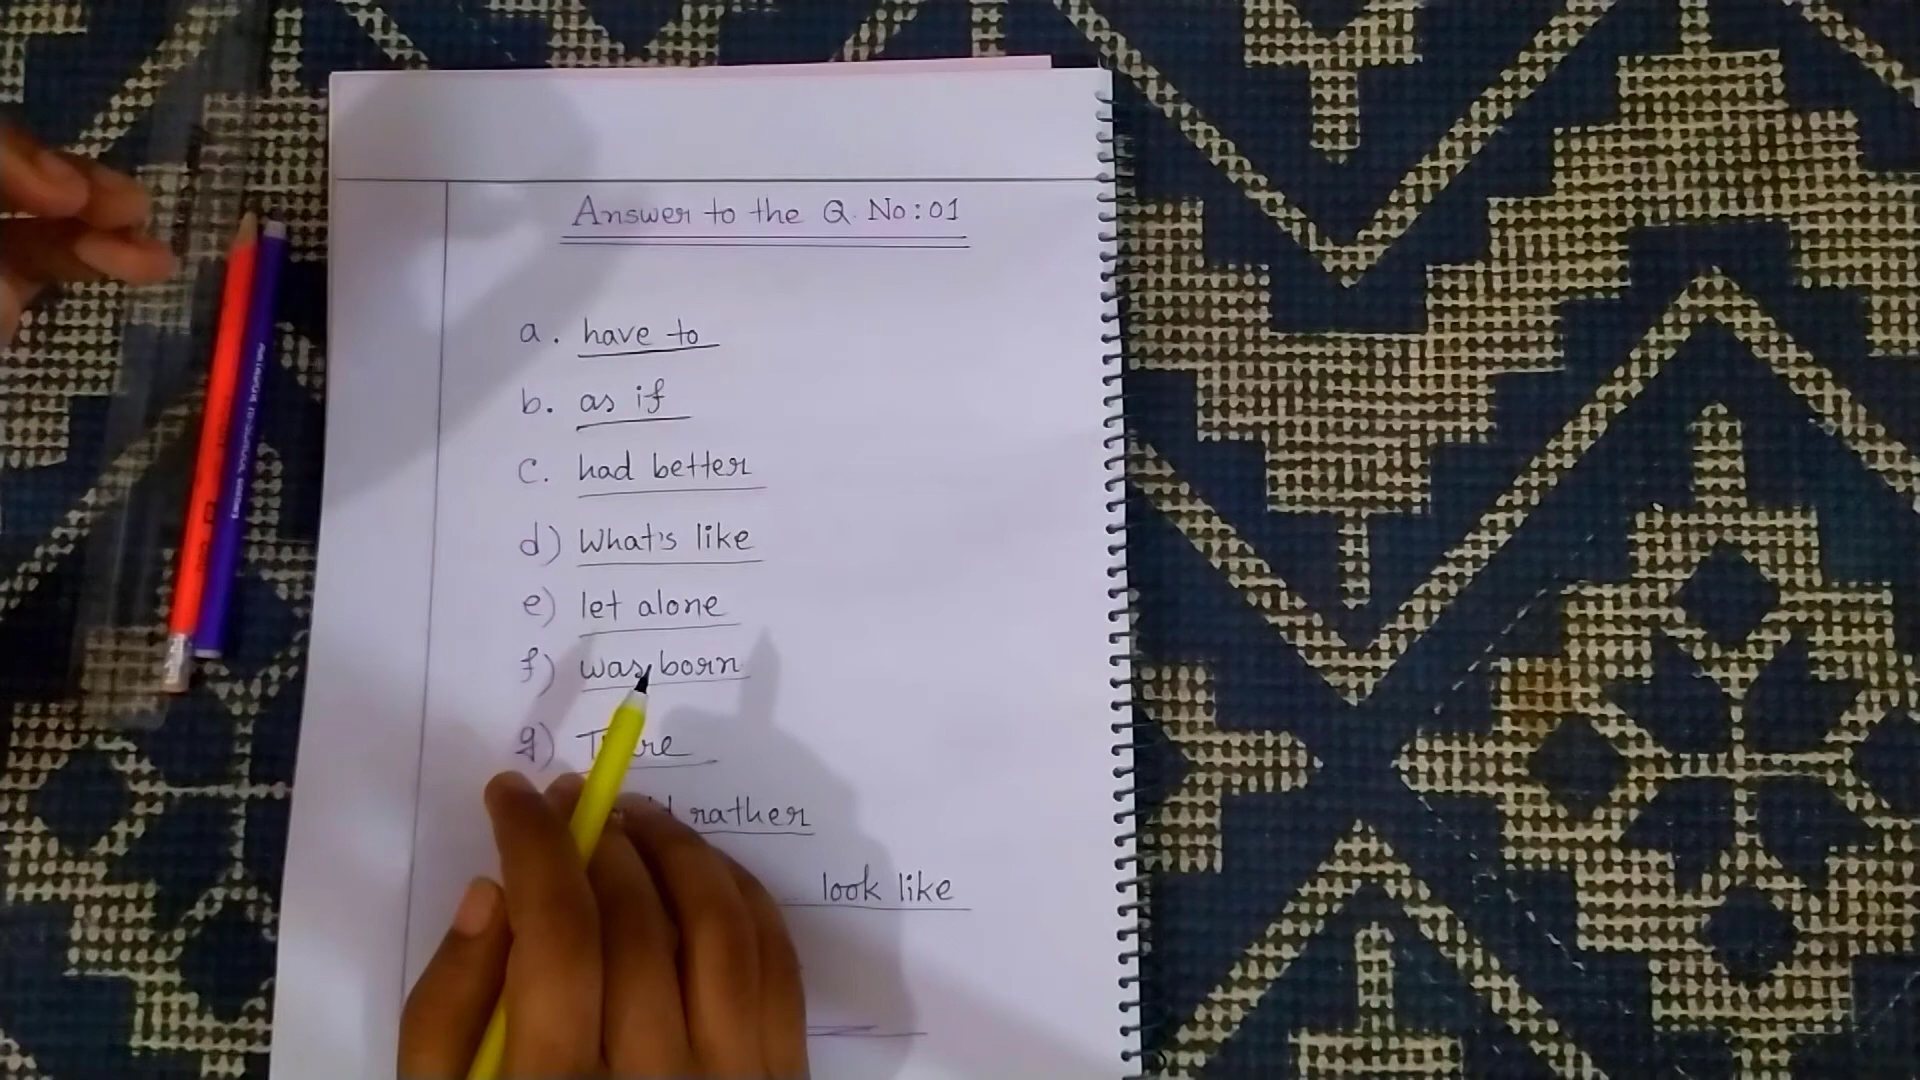 Answer to the Q. No:01
a. have to
b. as if
c. had better
d) What's like
e) let alone
f) was born
g)
rather
look like